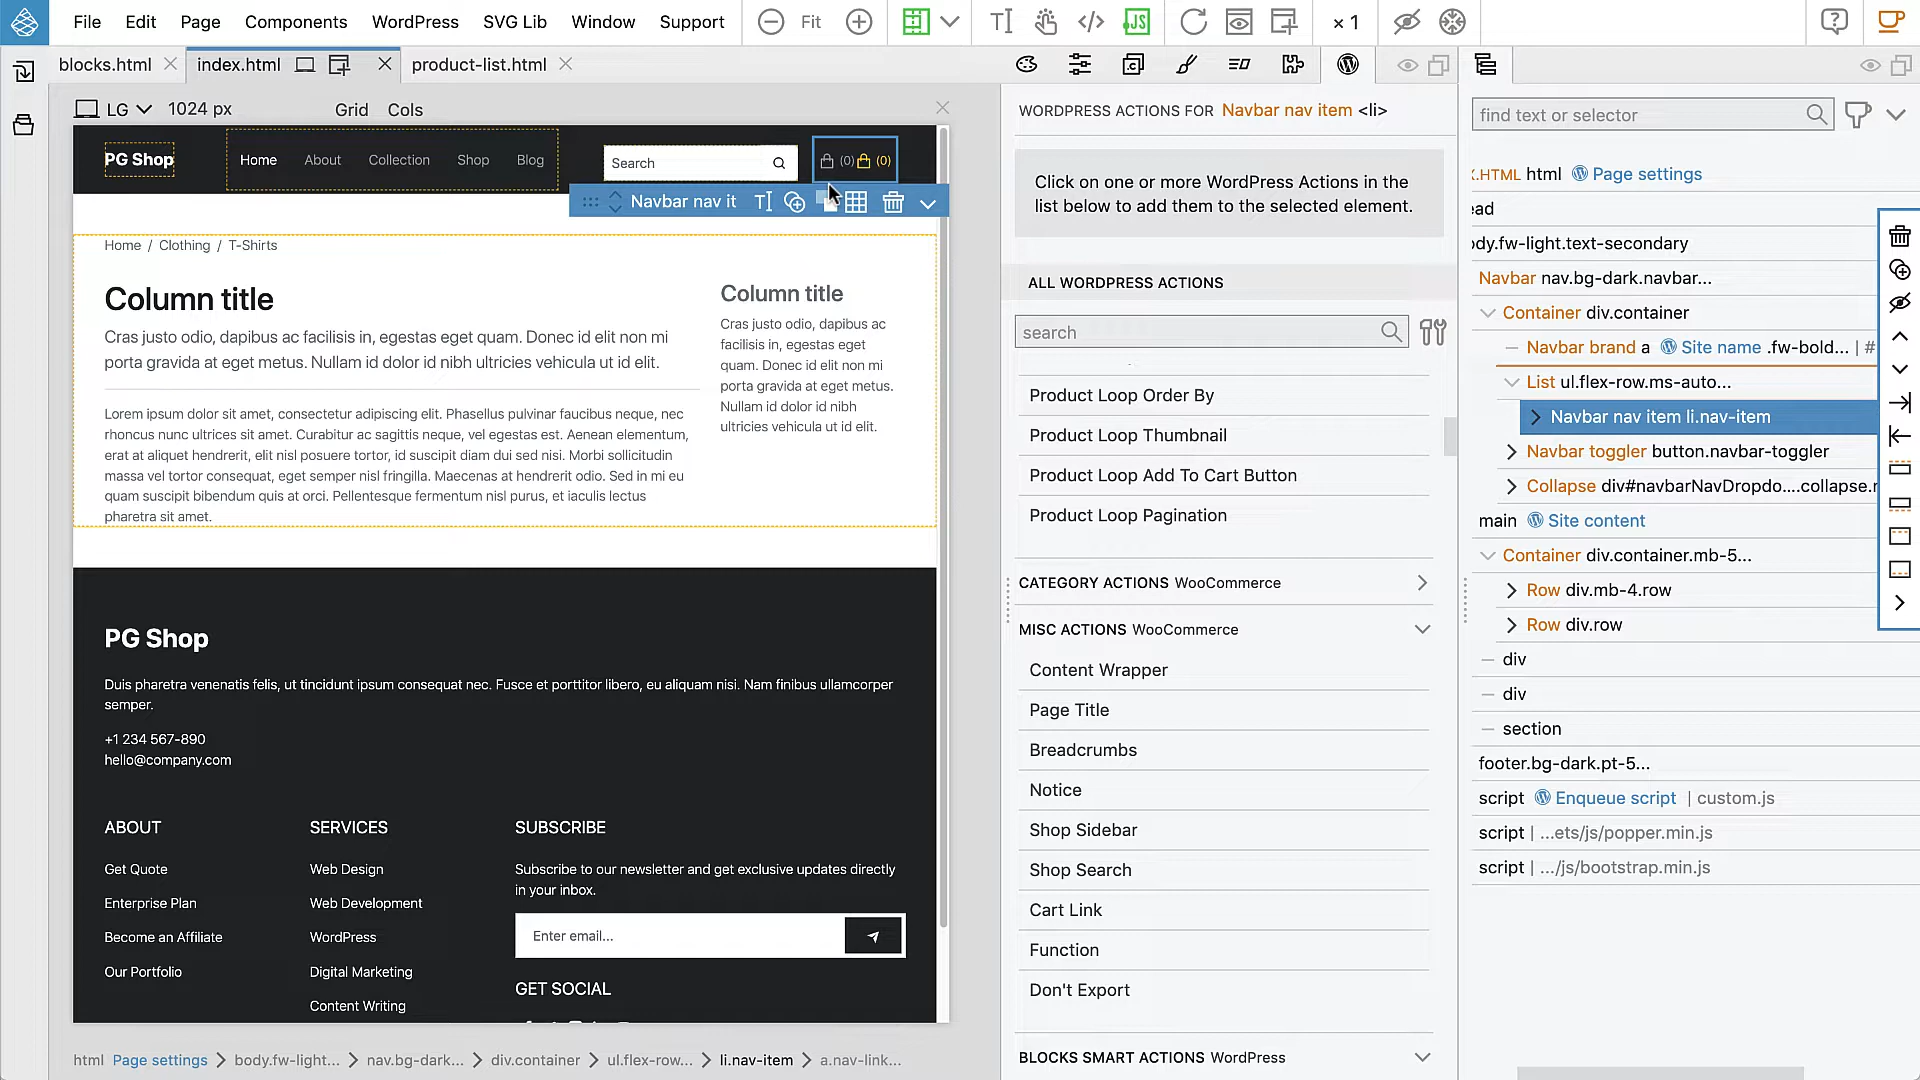 File Edit Page Components WordPress SVG Lib Window Support Fit JS × 1
blocks.html index.html product-list.html
LG 1024 px Grid Cols
PG Shop Home About Collection Shop Blog Search (0) (0)
Navbar nav it
Home / Clothing / T-Shirts
Column title
Cras justo odio, dapibus ac facilisis in, egestas eget quam. Donec id elit non mi
porta gravida at eget metus. Nullam id dolor id nibh ultricies vehicula ut id elit.
Lorem ipsum dolor sit amet, consectetur adipiscing elit. Phasellus pulvinar faucibus neque, nec
rhoncus nunc ultrices sit amet. Curabitur ac sagittis neque, vel egestas est. Aenean elementum,
erat at aliquet hendrerit, elit nisl posuere tortor, id suscipit diam dui sed nisi. Morbi sollicitudin
massa vel tortor consequat, eget semper nisl fringilla. Maecenas at hendrerit odio. Sed in mi eu
quam suscipit bibendum quis at orci. Pellentesque fermentum nisl purus, et iaculis lectus
pharetra sit amet.
Column title
Cras justo odio, dapibus ac
facilisis in, egestas eget
quam. Donec id elit non mi
porta gravida at eget metus.
Nullam id dolor id nibh
ultricies vehicula ut id elit.
PG Shop
Duis pharetra venenatis felis, ut tincidunt ipsum consequat nec. Fusce et porttitor libero, eu aliquam nisi. Nam finibus ullamcorper
semper.
+1 234 567-890
hello@company.com
ABOUT
Get Quote
Enterprise Plan
Become an Affiliate
Our Portfolio
SERVICES
Web Design
Web Development
WordPress
Digital Marketing
Content Writing
SUBSCRIBE
Subscribe to our newsletter and get exclusive updates directly
in your inbox.
Enter email...
GET SOCIAL
html Page settings body.fw-light... nav.bg-dark... div.container ul.flex-row... li.nav-item a.nav-link...
WORDPRESS ACTIONS FOR Navbar nav item <li>
Click on one or more WordPress Actions in the
list below to add them to the selected element.
ALL WORDPRESS ACTIONS
search
Product Loop Order By
Product Loop Thumbnail
Product Loop Add To Cart Button
Product Loop Pagination
CATEGORY ACTIONS WooCommerce
MISC ACTIONS WooCommerce
Content Wrapper
Page Title
Breadcrumbs
Notice
Shop Sidebar
Shop Search
Cart Link
Function
Don't Export
BLOCKS SMART ACTIONS WordPress
find text or selector
.HTML html Page settings
ead
ody.fw-light.text-secondary
Navbar nav.bg-dark.navbar...
Container div.container
Navbar brand a Site name .fw-bold... | #
List ul.flex-row.ms-auto...
Navbar nav item li.nav-item
Navbar toggler button.navbar-toggler
Collapse div#navbarNavDropdo....collapse.
main Site content
Container div.container.mb-5...
Row div.mb-4.row
Row div.row
div
div
section
footer.bg-dark.pt-5...
script Enqueue script | custom.js
script | ...ets/js/popper.min.js
script | .../js/bootstrap.min.js